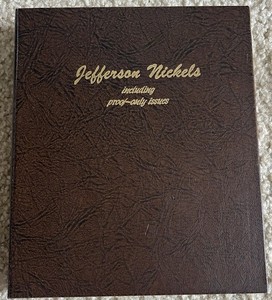 Jefferson Nickels
including
proof-only issues